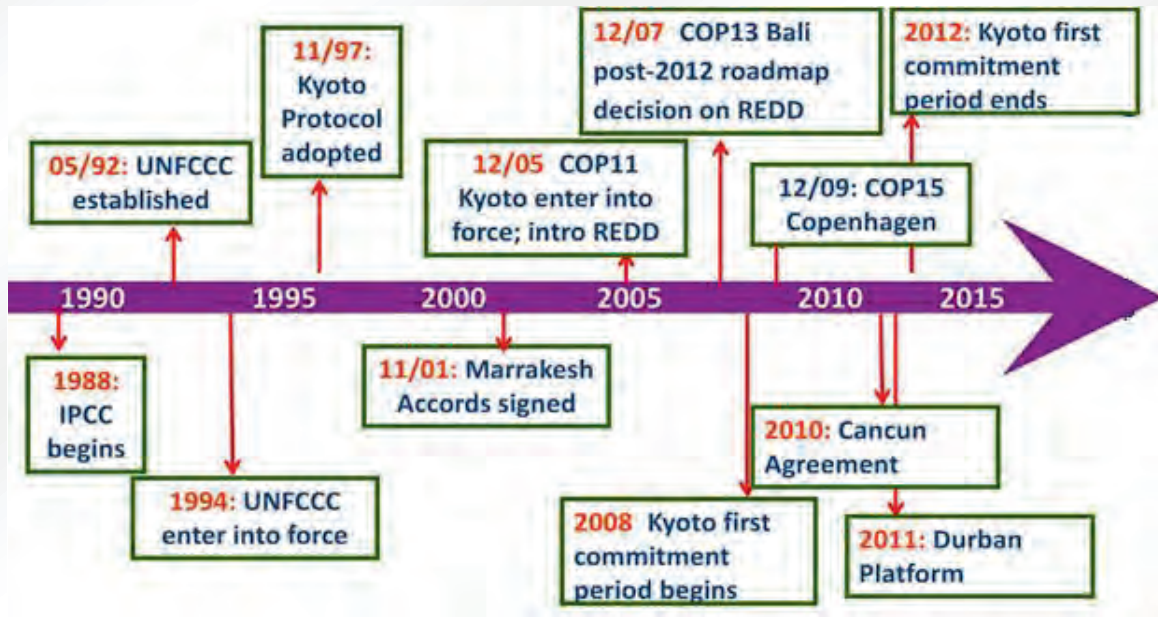 11/97:
Kyoto
Protocol
adopted
12/07 COP13 Bali
post-2012 roadmap
decision on REDD
2012: Kyoto first
commitment
period ends
05/92: UNFCCC
established
12/05 COP11
Kyoto enter into
force; intro REDD
12/09: COP15
Copenhagen
1990 1995 2000 2005 2010 2015
1988:
IPCC
begins
11/01: Marrakesh
Accords signed
2010: Cancun
Agreement
1994: UNFCCC
enter into force
2008 Kyoto first
commitment
period begins
2011: Durban
Platform